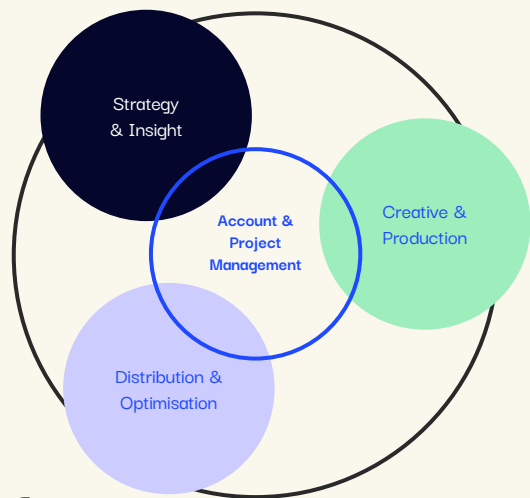 Strategy
& Insight
Account &
Project
Management
Creative &
Production
Distribution &
Optimisation